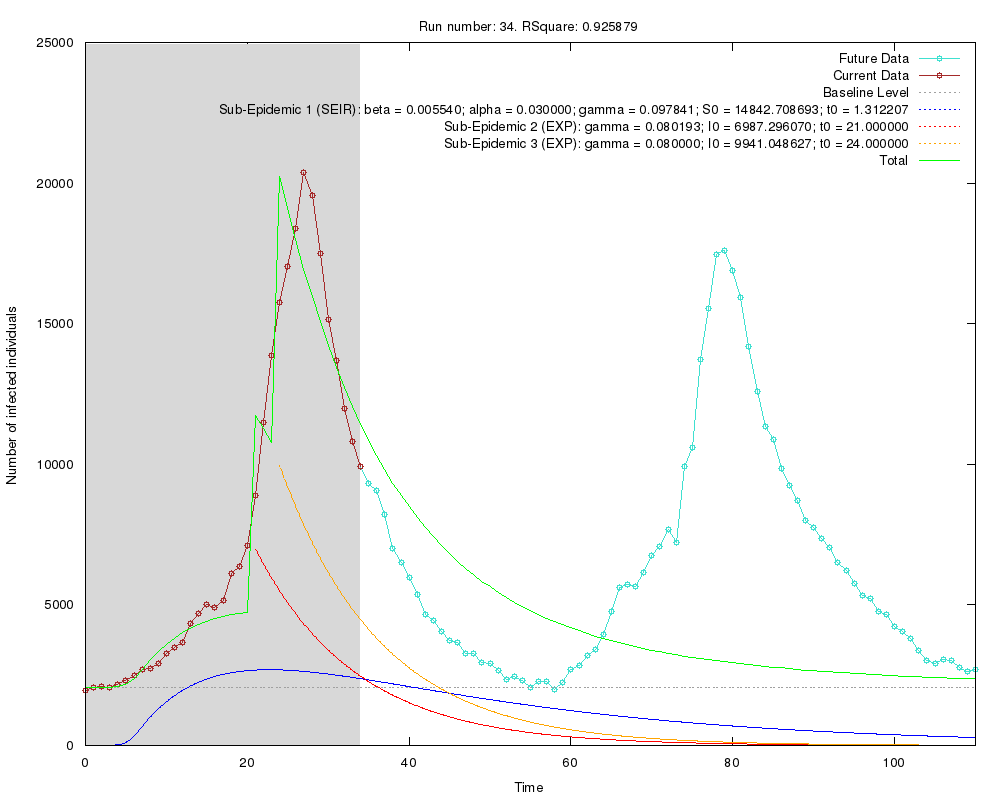 Run number: 34. RSquare: 0.925879
25000
20000
15000
10000
5000
0
Number of infected individuals
Future Data
Current Data
Baseline Level
Sub-Epidemic 1 (SEIR): beta = 0.005540; alpha = 0.030000; gamma = 0.097841; S0 = 14842.708693; t0 = 1.312207
Sub-Epidemic 2 (EXP): gamma = 0.080193; I0 = 6987.296070; t0 = 21.000000
Sub-Epidemic 3 (EXP): gamma = 0.080000; I0 = 9941.048627; t0 = 24.000000
Total
0 20 40 60 80 100
Time